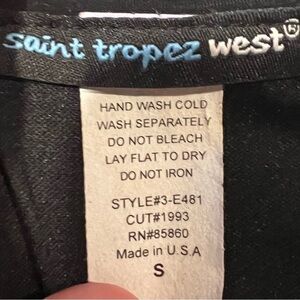 saint tropez west®
HAND WASH COLD
WASH SEPARATELY
DO NOT BLEACH
LAY FLAT TO DRY
DO NOT IRON
STYLE#3-E481
CUT#1993
RN#85860
Made in U.S.A
S